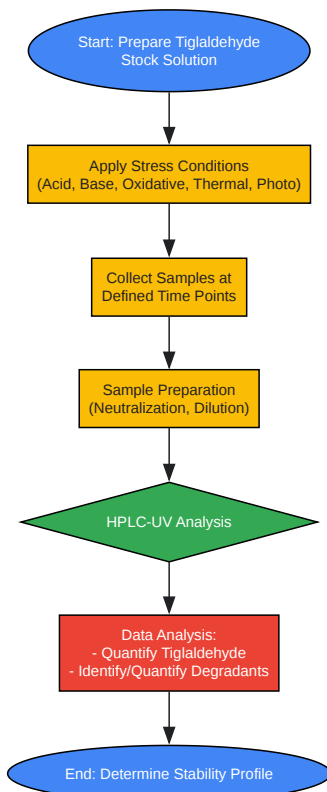 Start: Prepare Tiglaldehyde
Stock Solution
Apply Stress Conditions
(Acid, Base, Oxidative, Thermal, Photo)
Collect Samples at
Defined Time Points
Sample Preparation
(Neutralization, Dilution)
HPLC-UV Analysis
Data Analysis:
- Quantify Tiglaldehyde
- Identify/Quantify Degradants
End: Determine Stability Profile